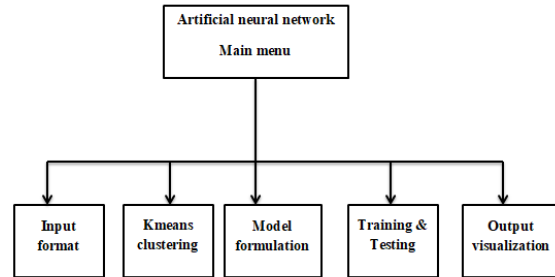 Artificial neural network
Main menu
Input
format
Kmeans
clustering
Model
formulation
Training &
Testing
Output
visualization